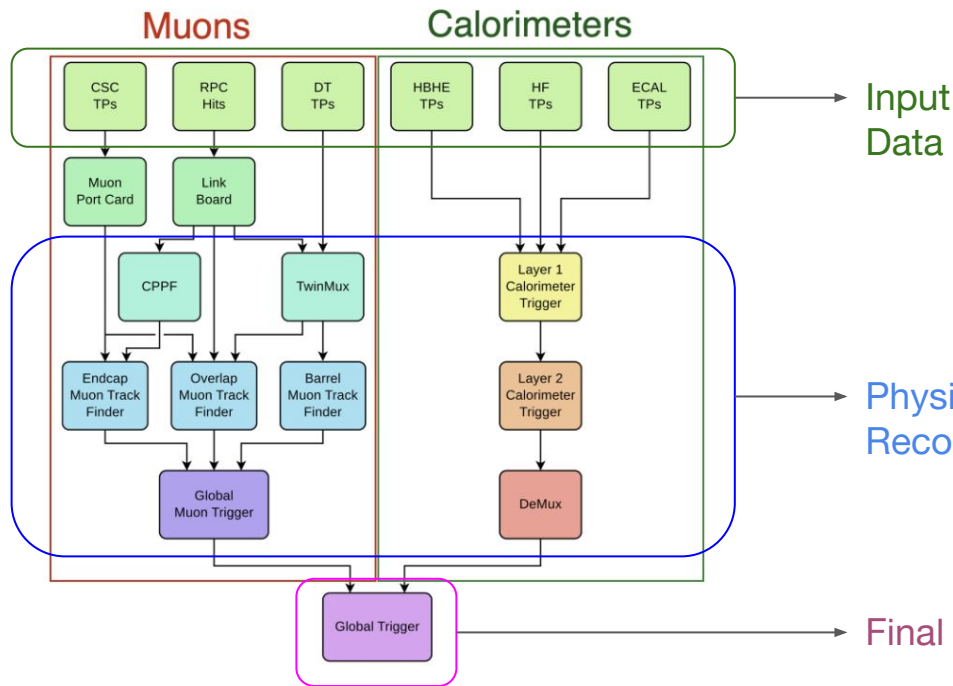 Muons
Calorimeters
CSC
TPs
RPC
Hits
DT
TPs
HBHE
TPs
HF
TPs
ECAL
TPs
Input
Data
Muon
Port Card
Link
Board
CPPF
TwinMux
Layer 1
Calorimeter
Trigger
Endcap
Muon Track
Finder
Overlap
Muon Track
Finder
Barrel
Muon Track
Finder
Layer 2
Calorimeter
Trigger
Physi
Reco
Global
Muon Trigger
DeMux
Global Trigger
Final